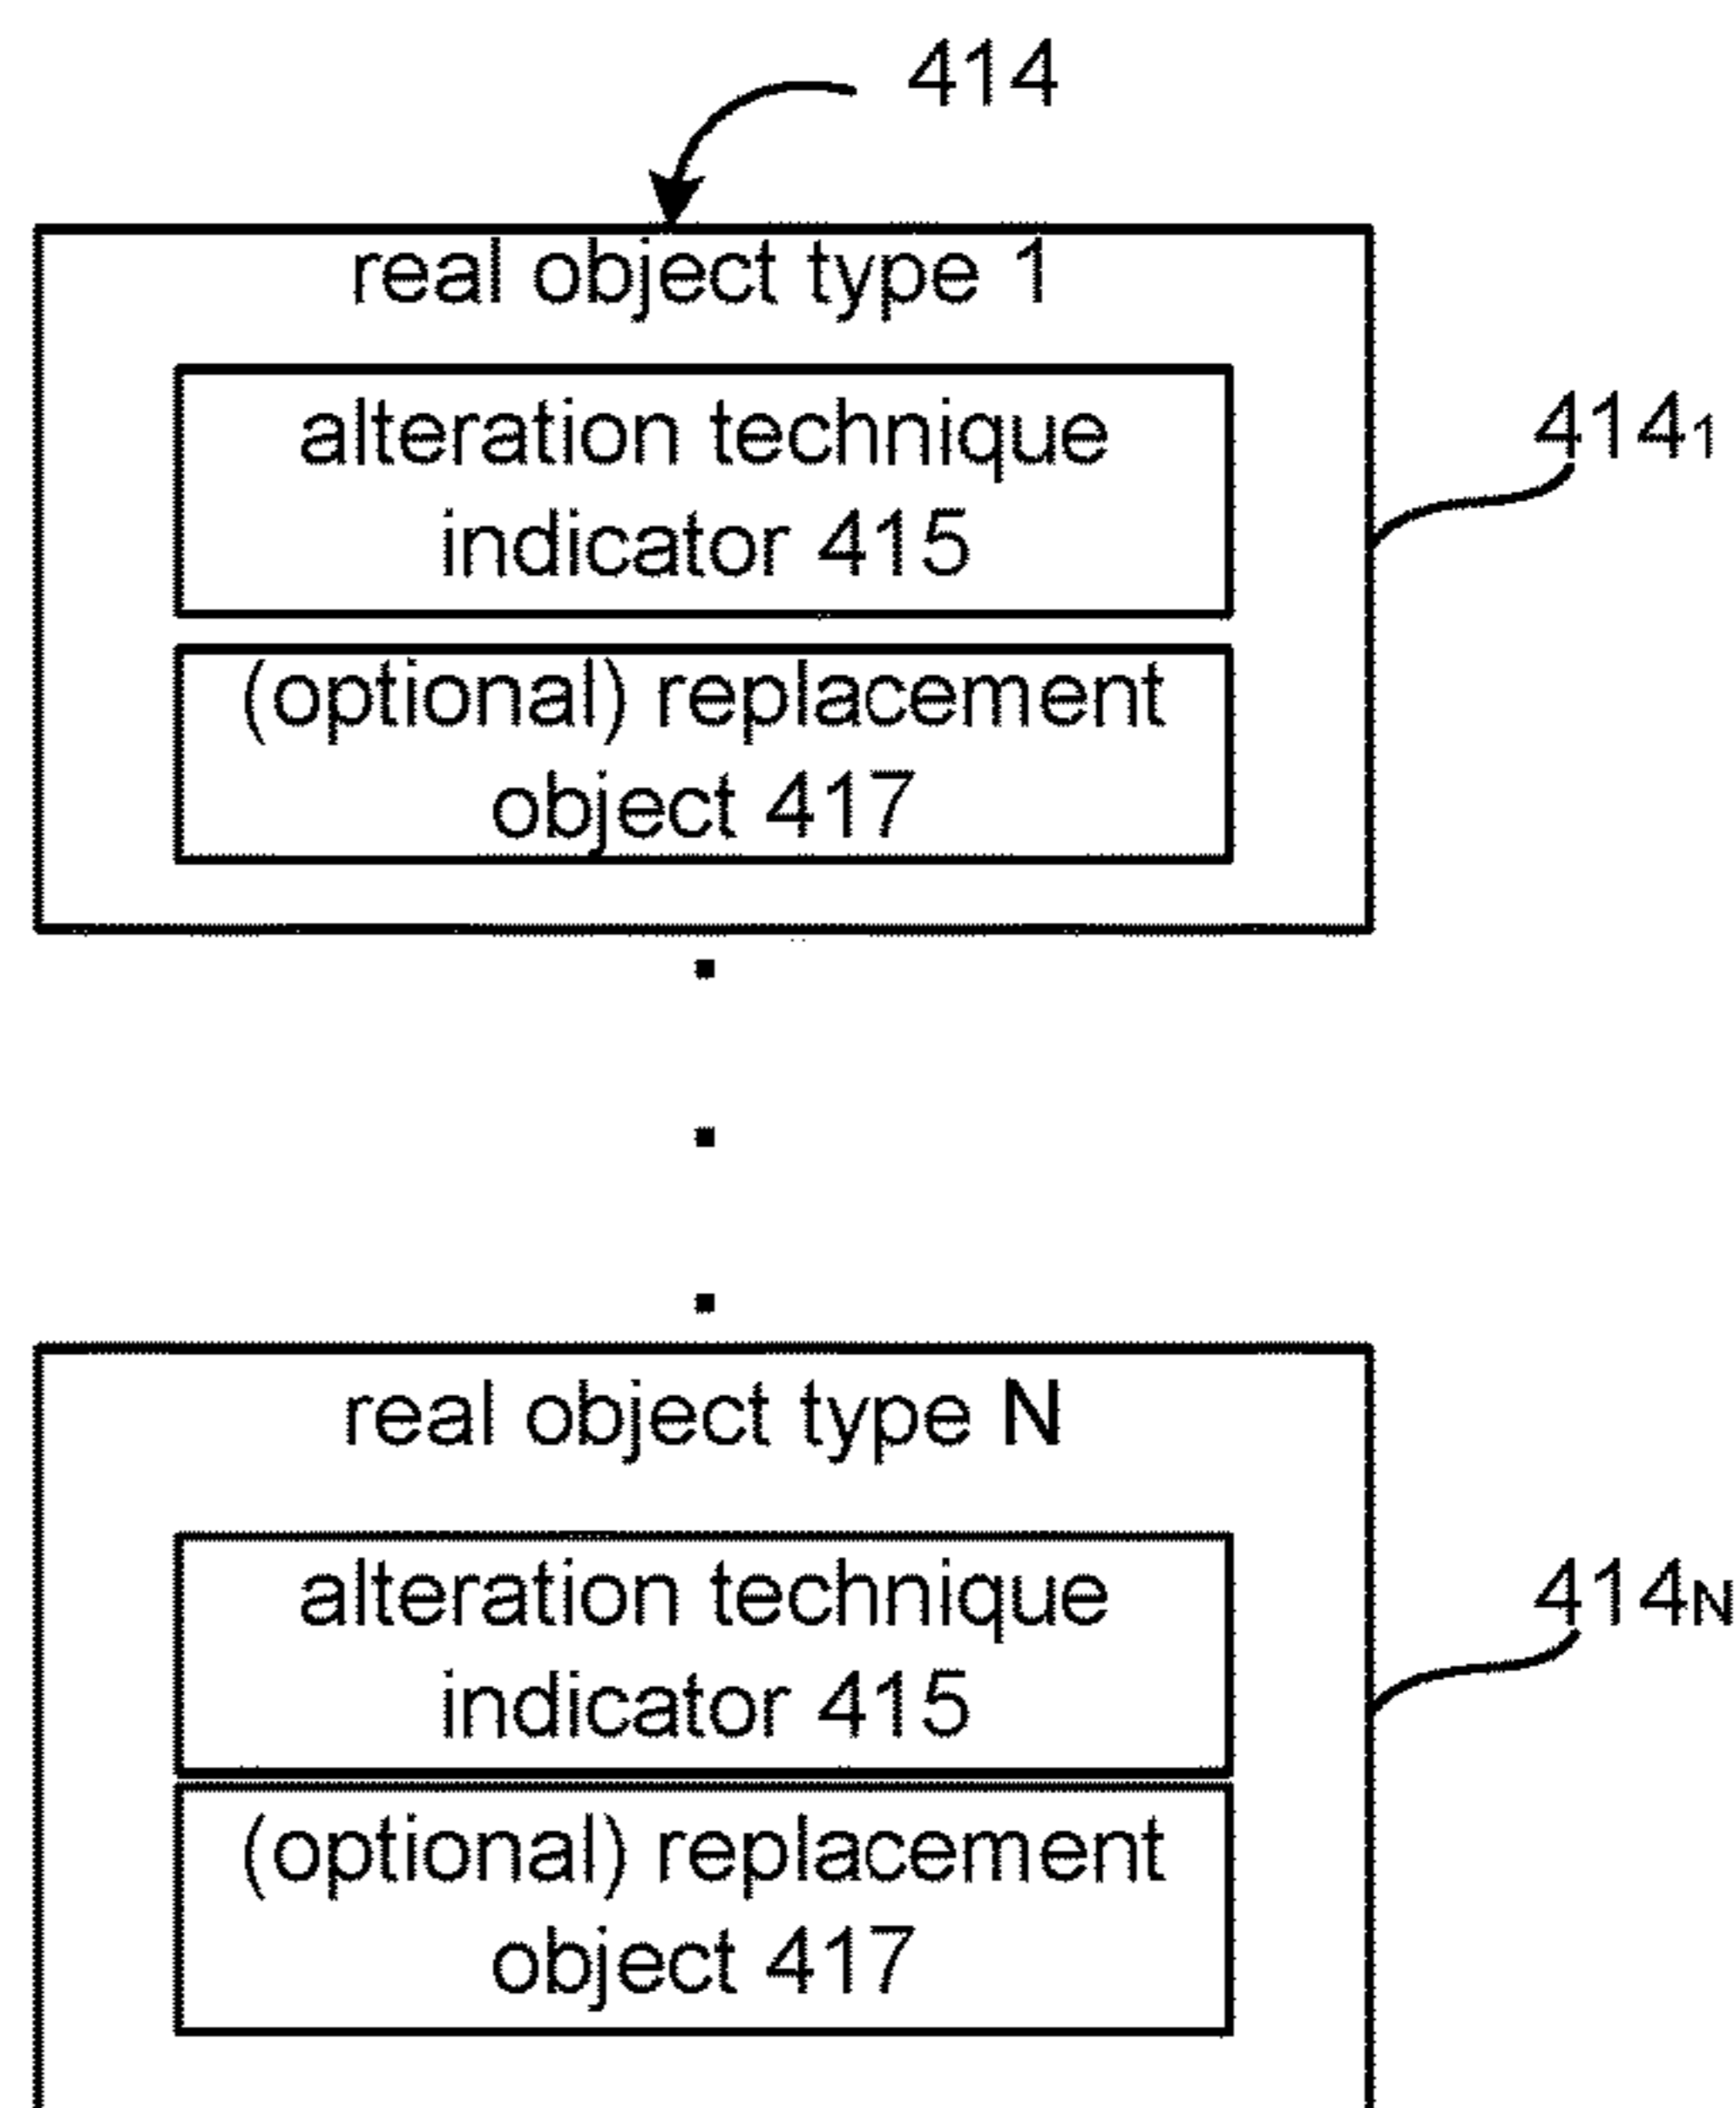 414
real object type 1
alteration technique
indicator 415
414₁
(optional) replacement
object 417
real object type N
alteration technique
indicator 415
414N
(optional) replacement
object 417